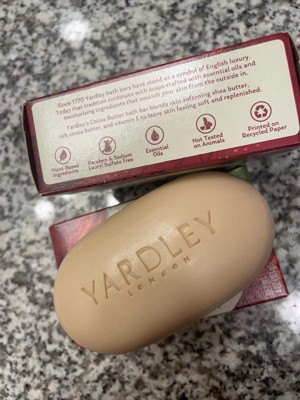 Since 1770 Yardley bath bars have stood as a symbol of English luxury.
Today that tradition continues with soaps crafted with essential oils and
moisturizing ingredients that nourish your skin from the outside in.
Yardley's Cocoa Butter bath bar blends skin softening shea butter,
rich cocoa butter, and vitamin E to leave skin feeling soft and replenished.
Plant-Based
Ingredients
Paraben & Sodium
Lauryl Sulfate Free
Essential
Oils
Not Tested
on Animals
Printed on
Recycled Paper
YARDLEY
LONDON